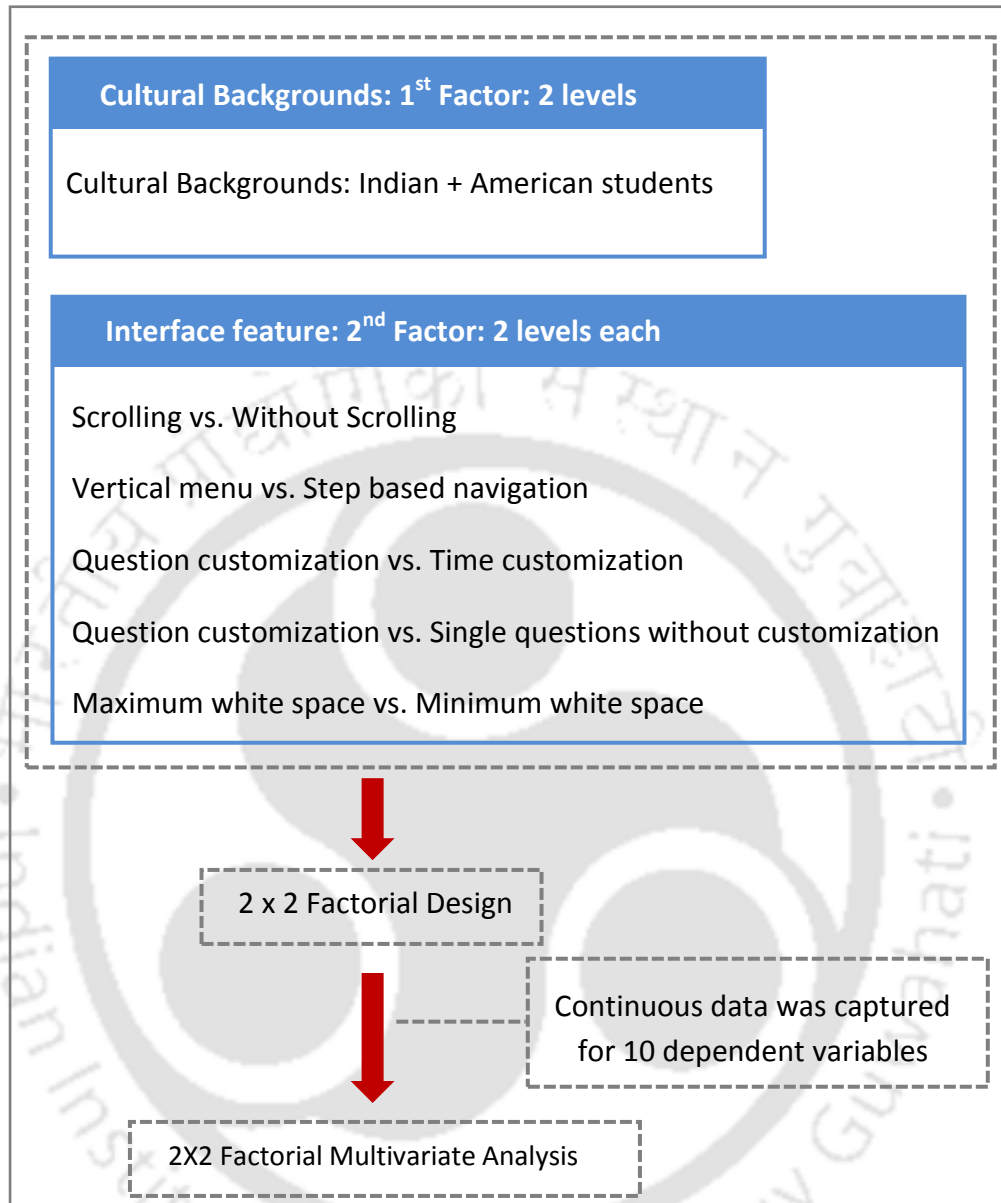 Cultural Backgrounds: 1st Factor: 2 levels
Cultural Backgrounds: Indian + American students
Interface feature: 2nd Factor: 2 levels each
Scrolling vs. Without Scrolling
Vertical menu vs. Step based navigation
Question customization vs. Time customization
Question customization vs. Single questions without customization
Maximum white space vs. Minimum white space
2 x 2 Factorial Design
Continuous data was captured
for 10 dependent variables
2X2 Factorial Multivariate Analysis
Indian
Guwahati